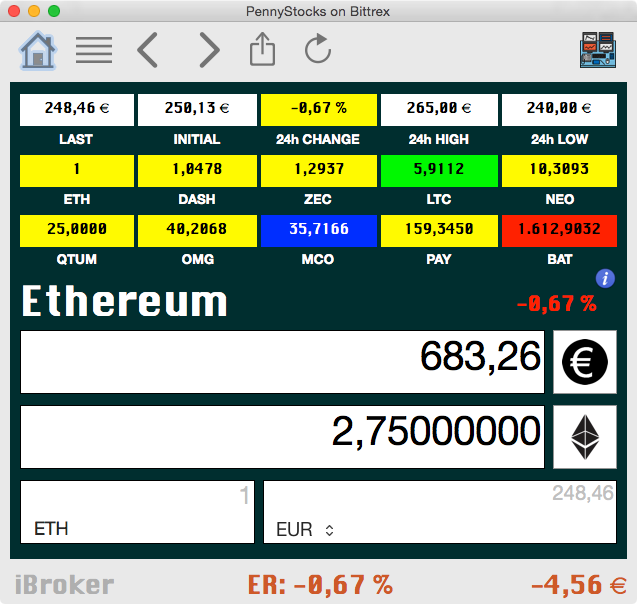 PennyStocks on Bittrex
248,46 € 250,13 € -0,67 % 265,00 € 240,00 €
LAST INITIAL 24h CHANGE 24h HIGH 24h LOW
1 1,0478 1,2937 5,9112 10,3093
ETH DASH ZEC LTC NEO
25,0000 40,2068 35,7166 159,3450 1.612,9032
QTUM OMG MCO PAY BAT
i
Ethereum -0,67 %
683,26 €
2,75000000
1 248,46
ETH EUR
iBroker ER: -0,67 % -4,56 €